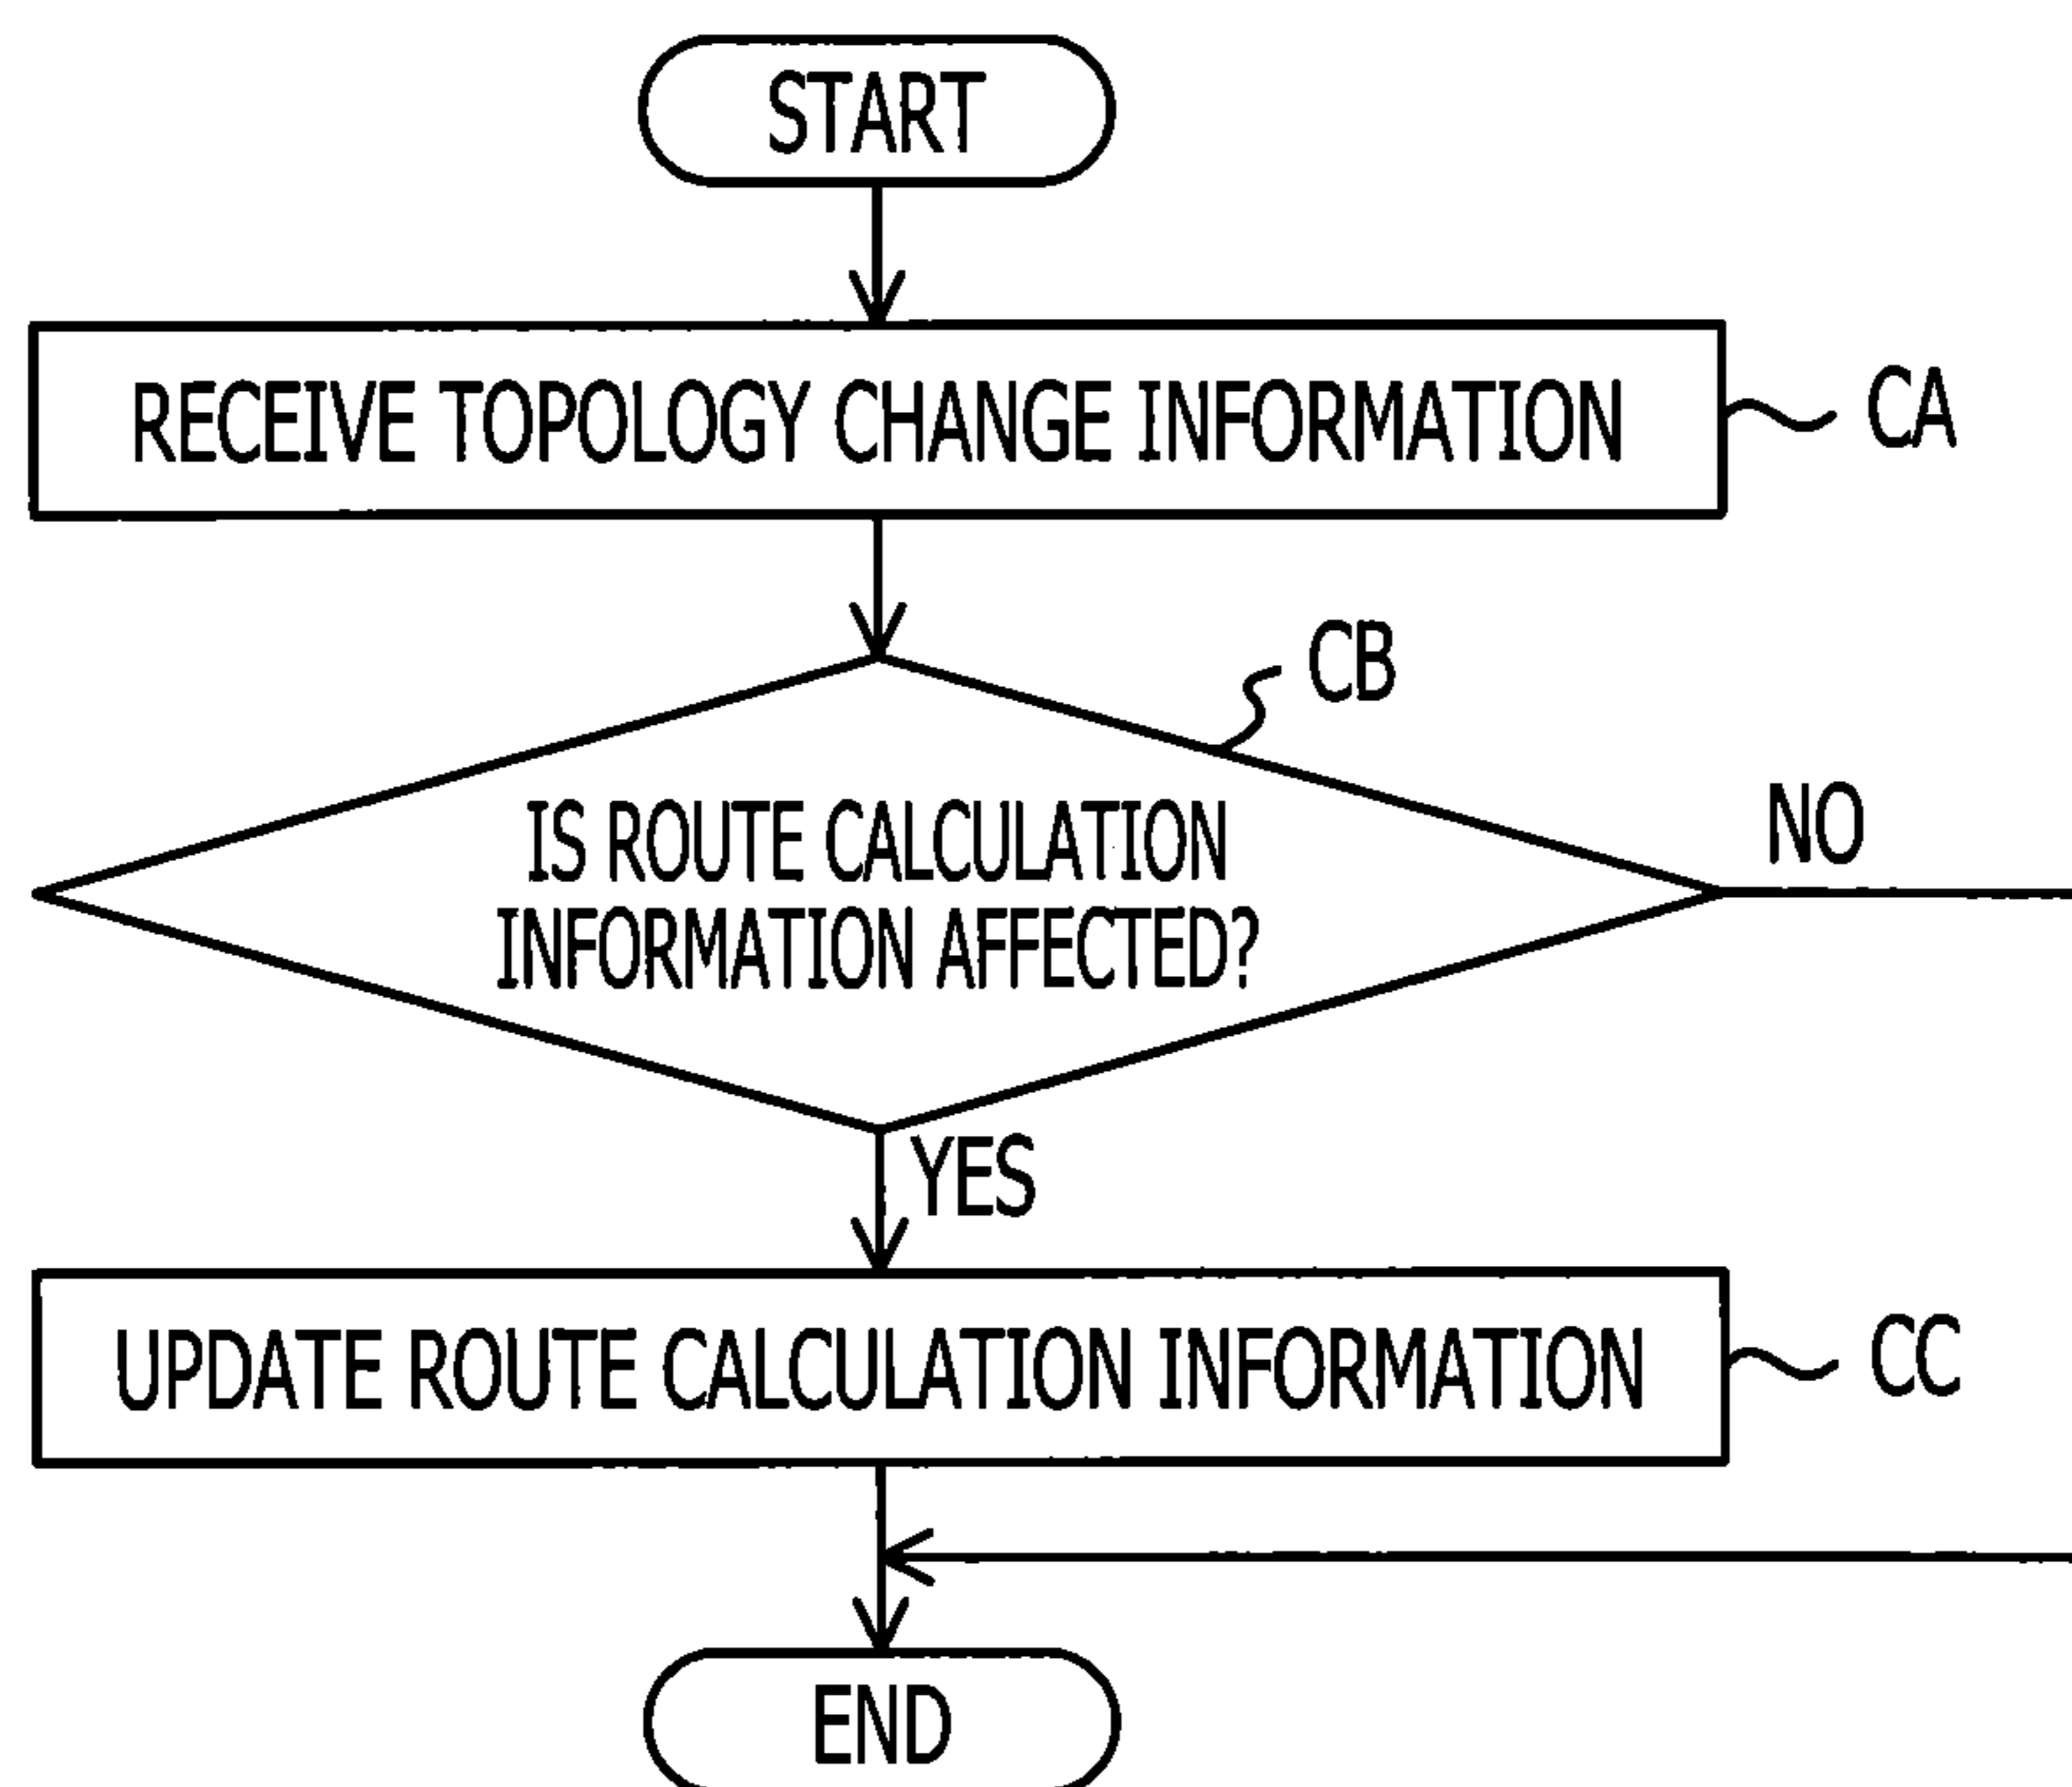 START
RECEIVE TOPOLOGY CHANGE INFORMATION
CA
CB
IS ROUTE CALCULATION
INFORMATION AFFECTED?
NO
YES
UPDATE ROUTE CALCULATION INFORMATION
CC
END